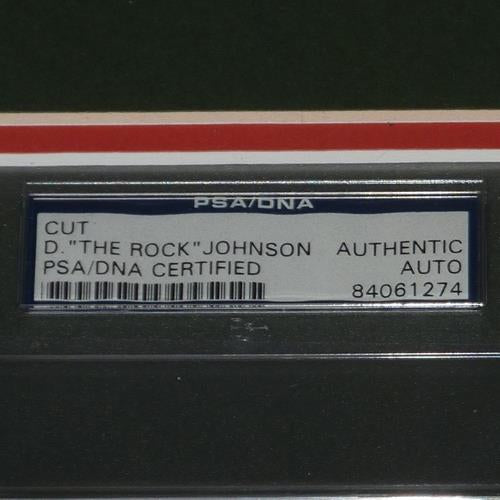 PSA/DNA
CUT
D."THE ROCK"JOHNSON AUTHENTIC
PSA/DNA CERTIFIED AUTO
84061274